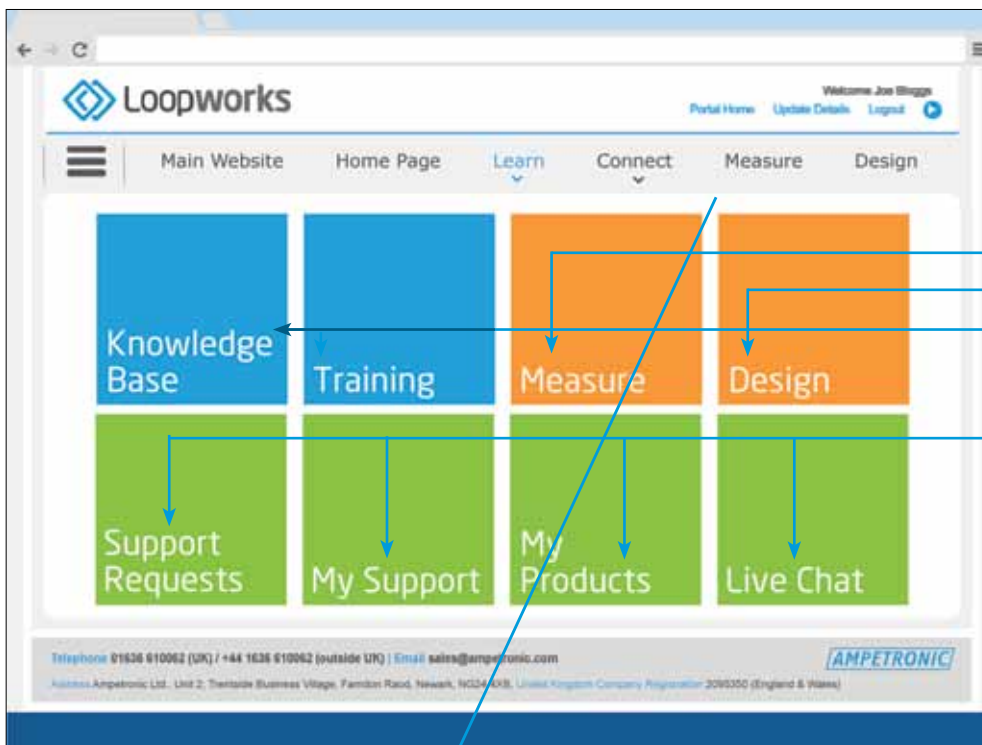 Loopworks
Welcome Joe Bloggs
Portal Home Update Details Logout
Main Website Home Page Learn Connect Measure Design
Knowledge
Base
Training
Measure
Design
Support
Requests
My Support
My
Products
Live Chat
Telephone 01636 610062 (UK) / +44 1636 610062 (outside UK) | Email sales@ampetronic.com
AMPETRONIC
Address Ampetronic Ltd., Unit 2, Trentside Business Village, Farndon Road, Newark, NG24 4XB, United Kingdom Company Registration 2095350 (England & Wales)